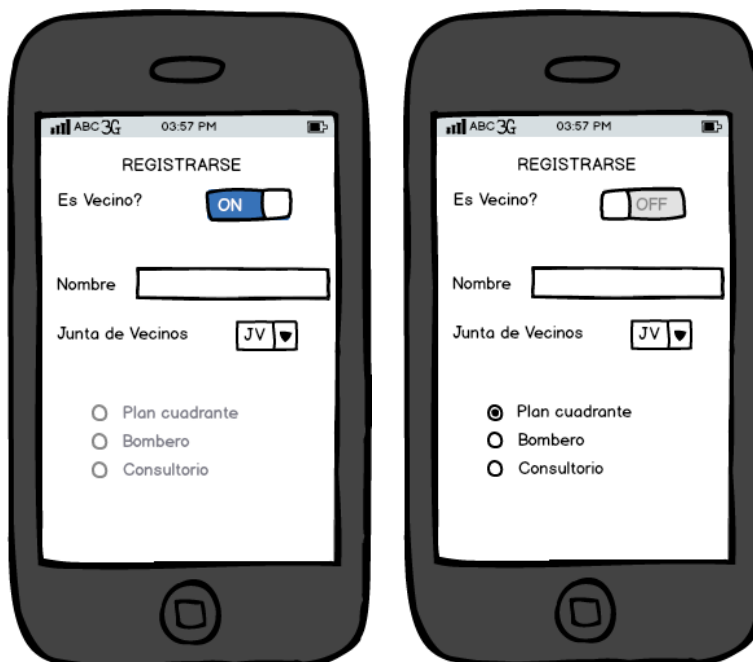 ABC 3G 03:57 PM
REGISTRARSE
Es Vecino? ON
Nombre
Junta de Vecinos JV
Plan cuadrante
Bombero
Consultorio
ABC 3G 03:57 PM
REGISTRARSE
Es Vecino? OFF
Nombre
Junta de Vecinos JV
Plan cuadrante
Bombero
Consultorio